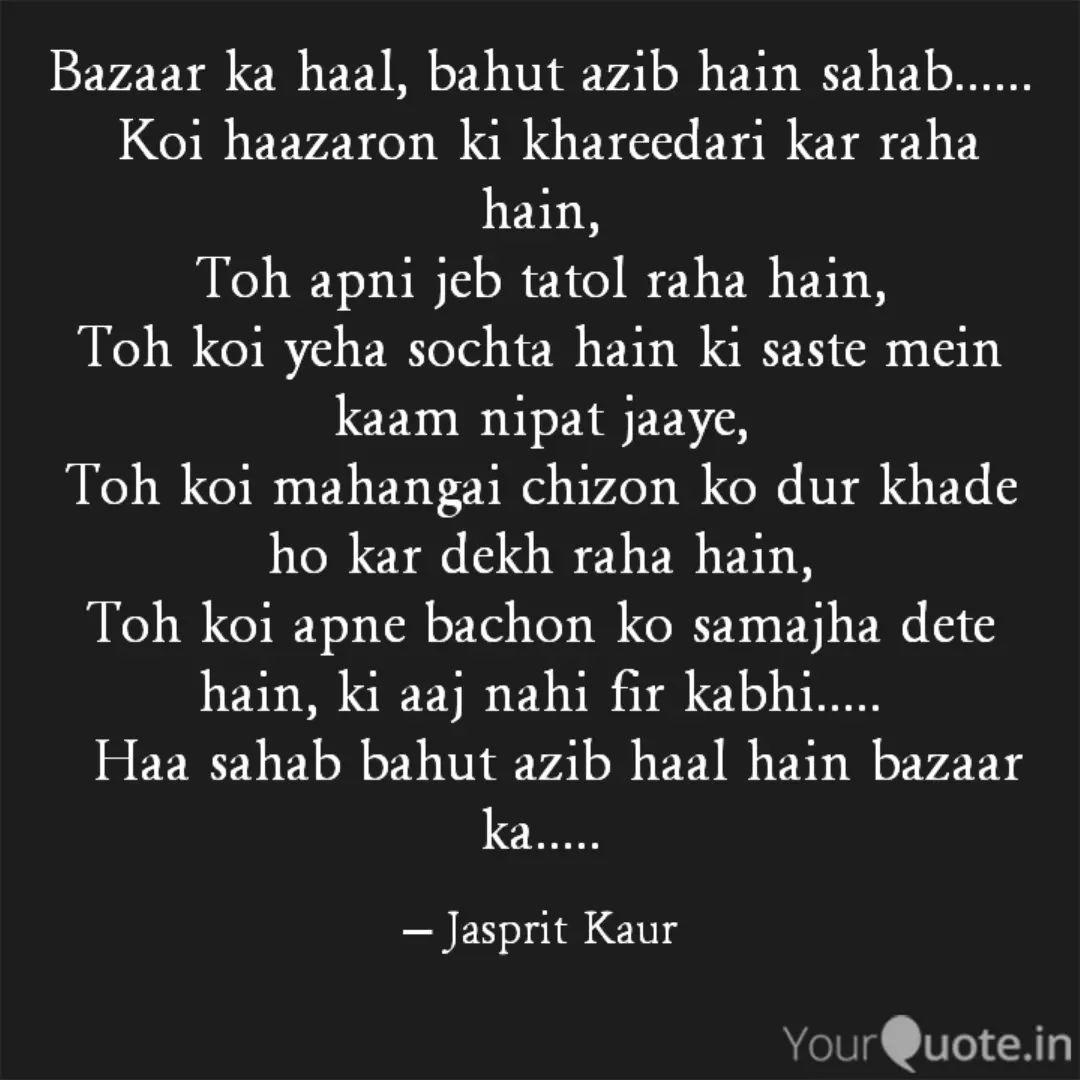 Bazaar ka haal, bahut azib hain sahab......
Koi haazaron ki khareedari kar raha
hain,
Toh apni jeb tatol raha hain,
Toh koi yeha sochta hain ki saste mein
kaam nipat jaaye,
Toh koi mahangai chizon ko dur khade
ho kar dekh raha hain,
Toh koi apne bachon ko samajha dete
hain, ki aaj nahi fir kabhi.....
Haa sahab bahut azib haal hain bazaar
ka.....
– Jasprit Kaur
YourQuote.in